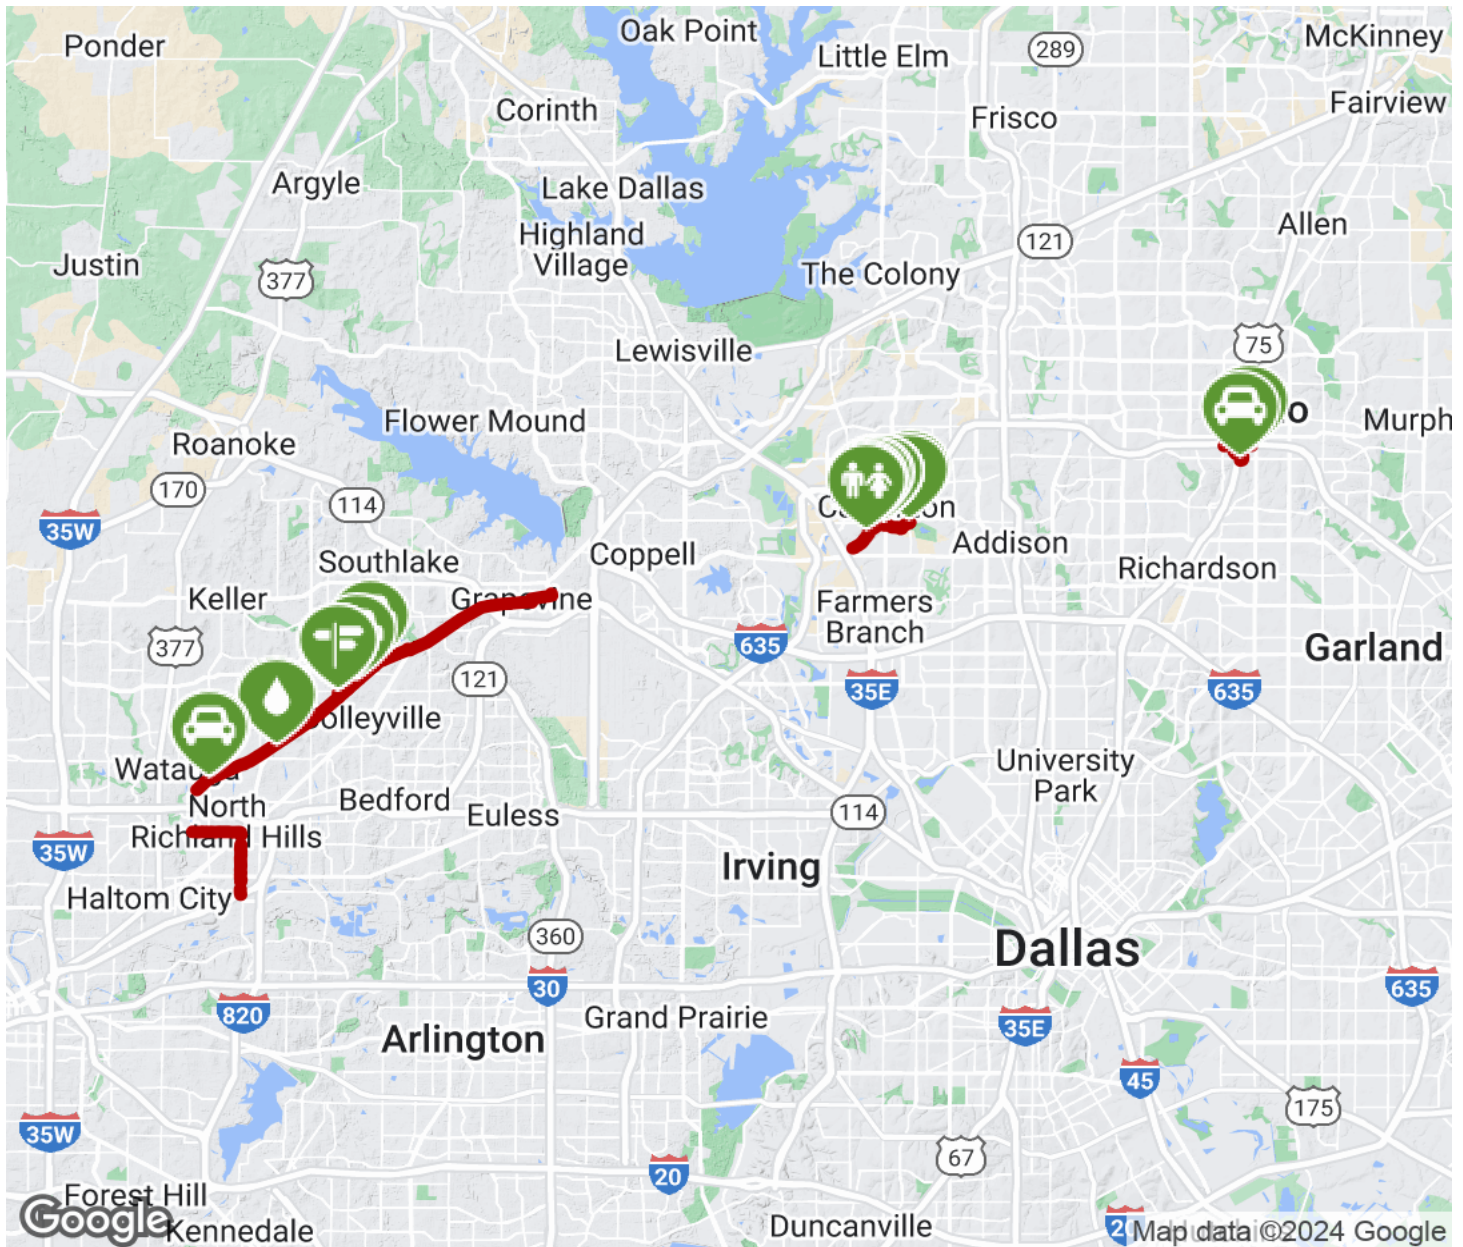 Oak Point
McKinney
Ponder
289
Little Elm
Fairview
Corinth
Frisco
Argyle
Lake Dallas
Highland
Village
Allen
121
Justin
377
The Colony
75
Lewisville
Flower Mound
Murph
Roanoke
170
114
35W
Addison
Southlake
Coppell
Richardson
Keller
Grapevine
Farmers
Branch
377
635
Garland
121
35E
635
olleyville
University
Park
North
Richland Hills
Bedford
Euless
114
35W
Irving
Haltom City
360
Dallas
30
635
820
Grand Prairie
35E
Arlington
45
175
35W
67
20
Forest Hill
Google
Kennedale
Duncanville
Map data ©2024 Google